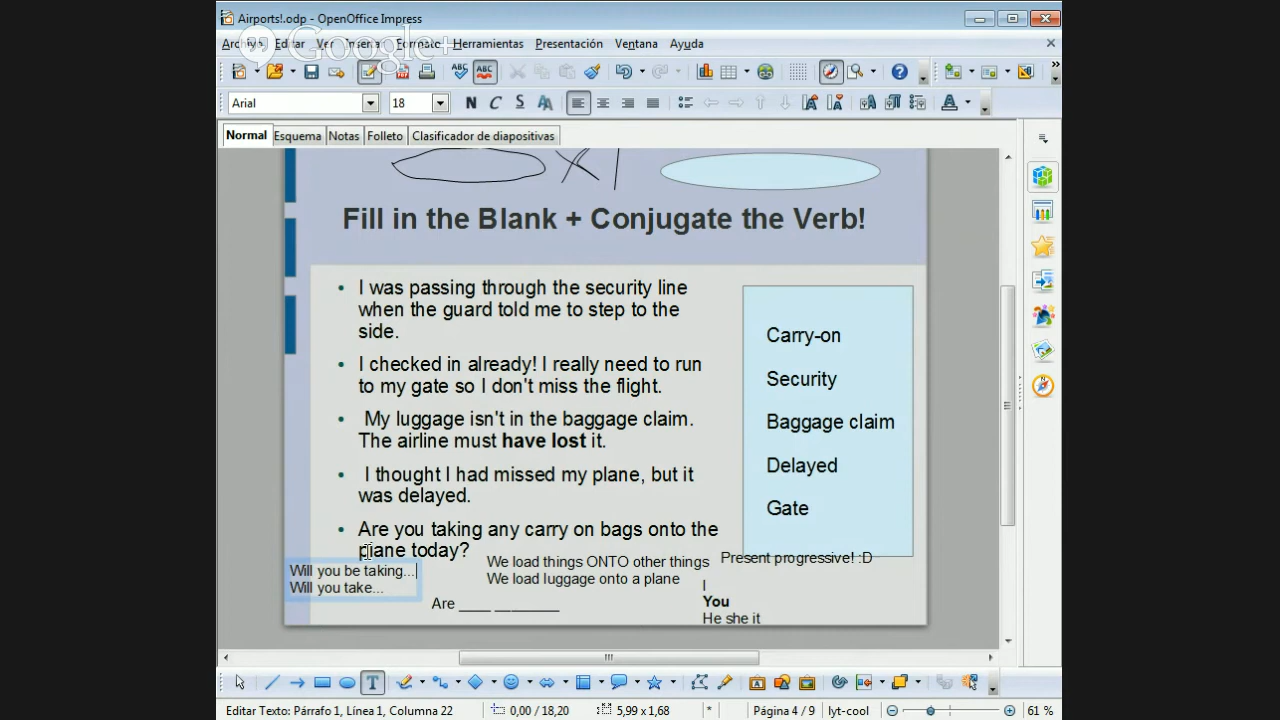 Airports!.odp - OpenOffice Impress
Archivo Editar Ver Insertar Formato Herramientas Presentación Ventana Ayuda
Google+
Arial 18
Normal Esquema Notas Folleto Clasificador de diapositivas
Fill in the Blank + Conjugate the Verb!
• I was passing through the security line
when the guard told me to step to the
side.
• I checked in already! I really need to run
to my gate so I don't miss the flight.
• My luggage isn't in the baggage claim.
The airline must have lost it.
• I thought I had missed my plane, but it
was delayed.
• Are you taking any carry on bags onto the
plane today?
Carry-on
Security
Baggage claim
Delayed
Gate
Will you be taking...
Will you take...
We load things ONTO other things
We load luggage onto a plane
Are ____ ________
Present progressive! :D
I
You
He she it
Editar Texto: Párrafo 1, Línea 1, Columna 22 0,00 / 18,20 5,99 x 1,68 * Página 4 / 9 lyt-cool 61 %